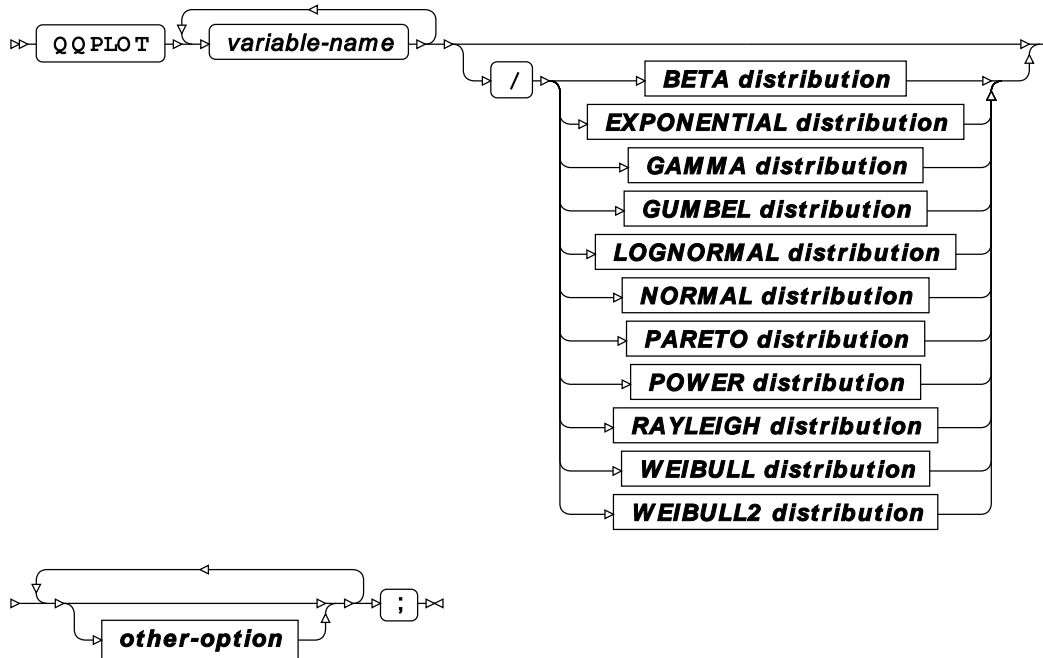 QQPLOT variable-name
/ BETA distribution
EXPONENTIAL distribution
GAMMA distribution
GUMBEL distribution
LOGNORMAL distribution
NORMAL distribution
PARETO distribution
POWER distribution
RAYLEIGH distribution
WEIBULL distribution
WEIBULL2 distribution
;
other-option